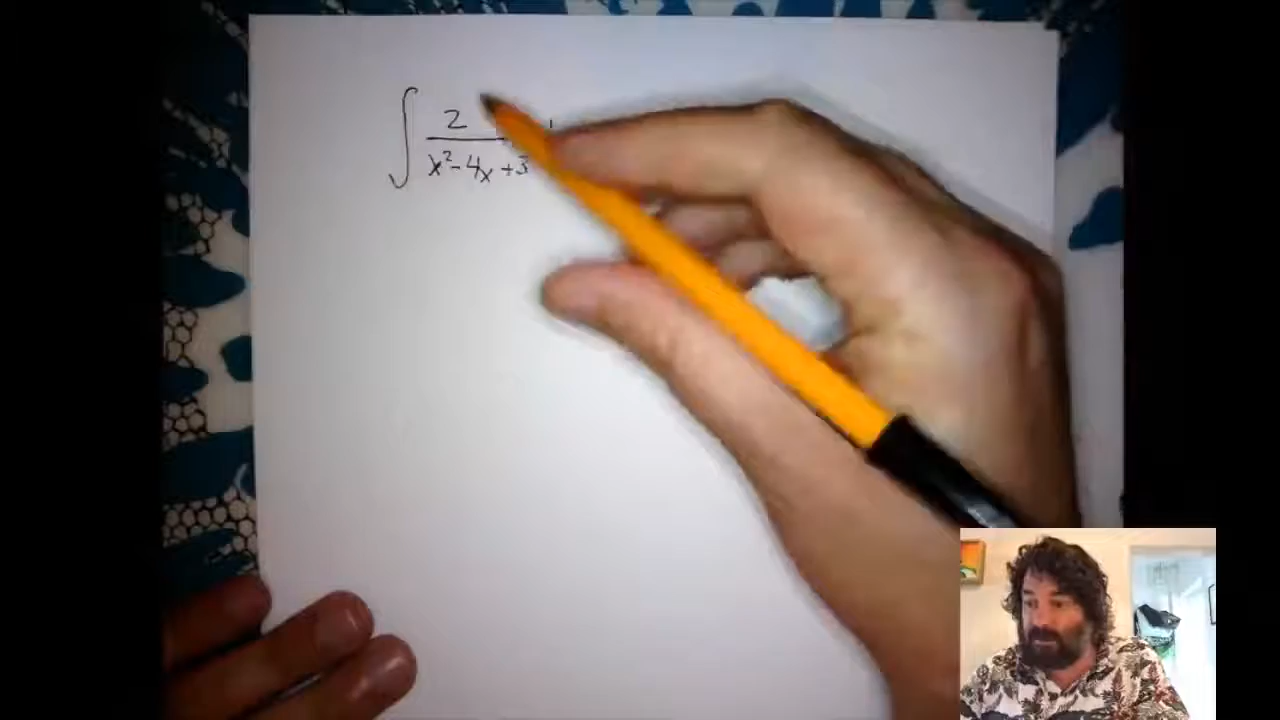 ∫ 2
x² - 4x + 3